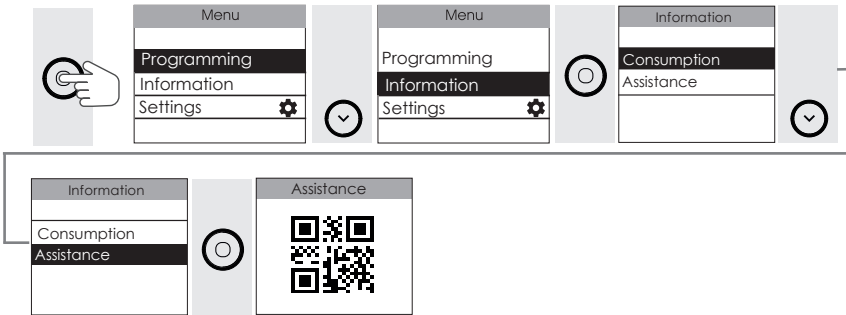 Menu
Programming
Information
Settings
Menu
Programming
Information
Settings
Information
Consumption
Assistance
Information
Consumption
Assistance
Assistance